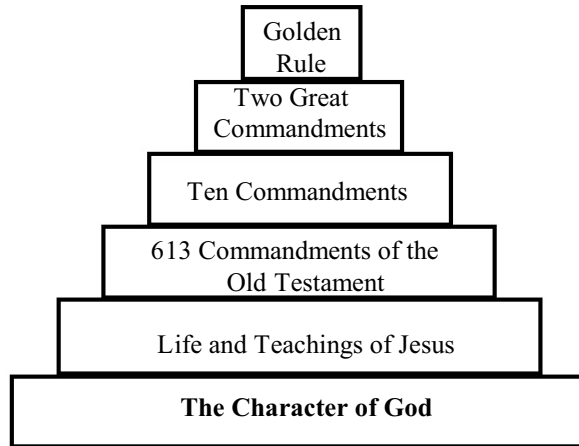 Golden
Rule
Two Great
Commandments
Ten Commandments
613 Commandments of the
Old Testament
Life and Teachings of Jesus
The Character of God